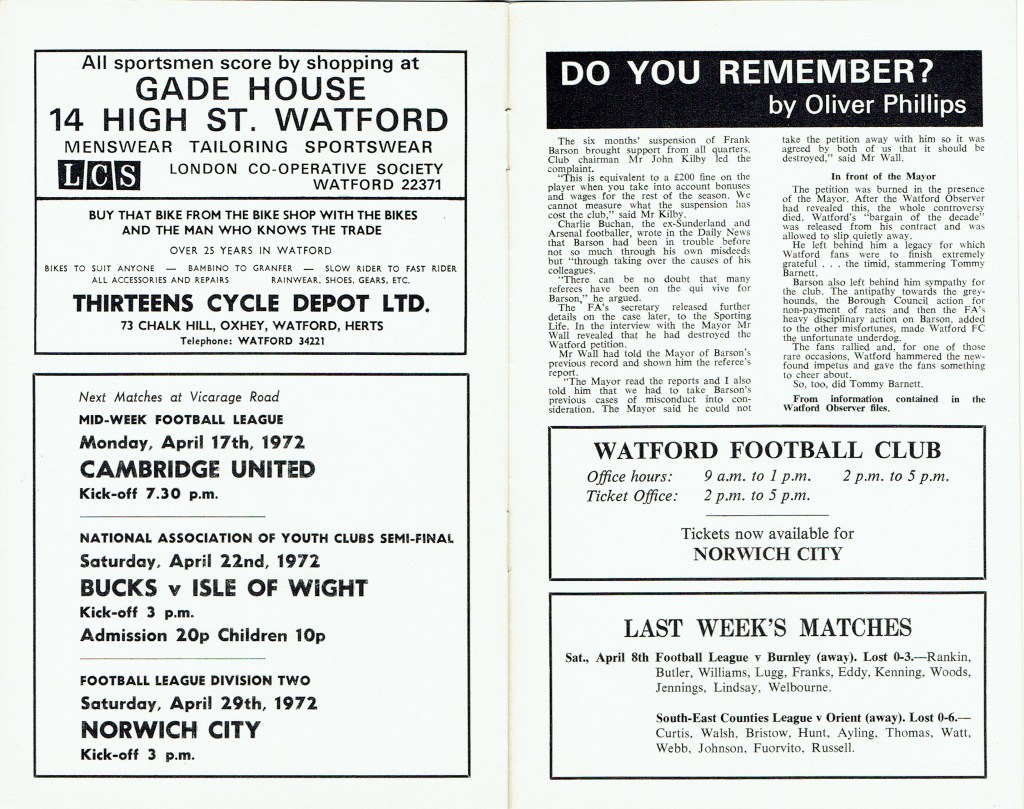 All sportsmen score by shopping at
GADE HOUSE
14 HIGH ST. WATFORD
MENSWEAR TAILORING SPORTSWEAR
LCS
LONDON CO-OPERATIVE SOCIETY
WATFORD 22371
BUY THAT BIKE FROM THE BIKE SHOP WITH THE BIKES
AND THE MAN WHO KNOWS THE TRADE
OVER 25 YEARS IN WATFORD
BIKES TO SUIT ANYONE — BAMBINO TO GRANFER — SLOW RIDER TO FAST RIDER
ALL ACCESSORIES AND REPAIRS RAINWEAR, SHOES, GEARS, ETC.
THIRTEENS CYCLE DEPOT LTD.
73 CHALK HILL, OXHEY, WATFORD, HERTS
Telephone: WATFORD 34221
Next Matches at Vicarage Road
MID-WEEK FOOTBALL LEAGUE
Monday, April 17th, 1972
CAMBRIDGE UNITED
Kick-off 7.30 p.m.
NATIONAL ASSOCIATION OF YOUTH CLUBS SEMI-FINAL
Saturday, April 22nd, 1972
BUCKS v ISLE OF WIGHT
Kick-off 3 p.m.
Admission 20p Children 10p
FOOTBALL LEAGUE DIVISION TWO
Saturday, April 29th, 1972
NORWICH CITY
Kick-off 3 p.m.
DO YOU REMEMBER?
by Oliver Phillips
The six months' suspension of Frank
Barson brought support from all quarters.
Club chairman Mr John Kilby led the
complaint.
"This is equivalent to a £200 fine on the
player when you take into account bonuses
and wages for the rest of the season. We
cannot measure what the suspension has
cost the club," said Mr Kilby.
Charlie Buchan, the ex-Sunderland and
Arsenal footballer, wrote in the Daily News
that Barson had been in trouble before
not so much through his own misdeeds
but "through taking over the causes of his
colleagues.
"There can be no doubt that many
referees have been on the qui vive for
Barson," he argued.
The FA's secretary released further
details on the case later, to the Sporting
Life. In the interview with the Mayor Mr
Wall revealed that he had destroyed the
Watford petition.
Mr Wall had told the Mayor of Barson's
previous record and shown him the referee's
report.
"The Mayor read the reports and I also
told him that we had to take Barson's
previous cases of misconduct into con-
sideration. The Mayor said he could not
take the petition away with him so it was
agreed by both of us that it should be
destroyed," said Mr Wall.
In front of the Mayor
The petition was burned in the presence
of the Mayor. After the Watford Observer
had revealed this, the whole controversy
died. Watford's "bargain of the decade"
was released from his contract and was
allowed to slip quietly away.
He left behind him a legacy for which
Watford fans were to finish extremely
grateful . . . the timid, stammering Tommy
Barnett.
Barson also left behind him sympathy for
the club. The antipathy towards the grey-
hounds, the Borough Council action for
non-payment of rates and then the FA's
heavy disciplinary action on Barson, added
to the other misfortunes, made Watford FC
the unfortunate underdog.
The fans rallied and, for one of those
rare occasions, Watford hammered the new-
found impetus and gave the fans something
to cheer about.
So, too, did Tommy Barnett.
From information contained in the
Watford Observer files.
WATFORD FOOTBALL CLUB
Office hours: 9 a.m. to 1 p.m. 2 p.m. to 5 p.m.
Ticket Office: 2 p.m. to 5 p.m.
Tickets now available for
NORWICH CITY
LAST WEEK'S MATCHES
Sat., April 8th Football League v Burnley (away). Lost 0-3.—Rankin,
Butler, Williams, Lugg, Franks, Eddy, Kenning, Woods,
Jennings, Lindsay, Welbourne.
South-East Counties League v Orient (away). Lost 0-6.—
Curtis, Walsh, Bristow, Hunt, Ayling, Thomas, Watt,
Webb, Johnson, Fuorvito, Russell.